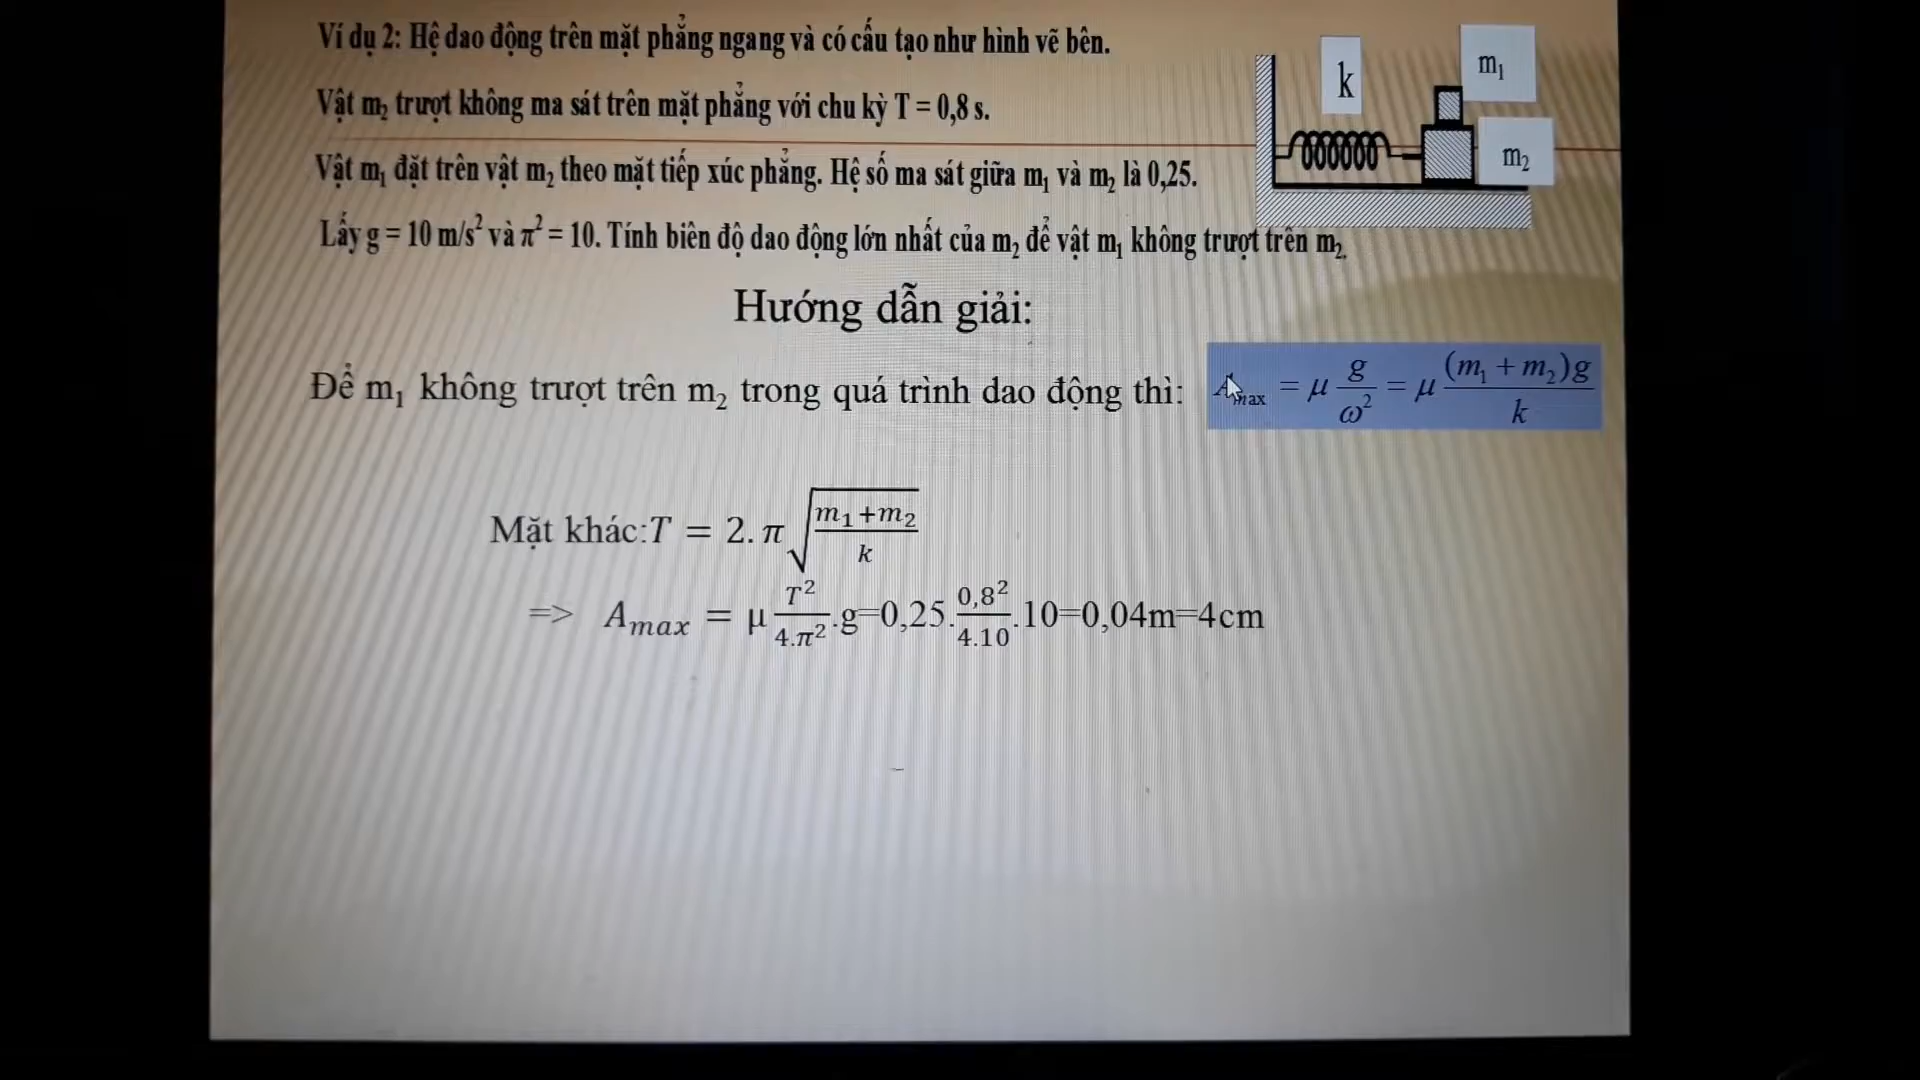 Ví dụ 2: Hệ dao động trên mặt phẳng ngang và có cấu tạo như hình vẽ bên.
Vật m₂ trượt không ma sát trên mặt phẳng với chu kỳ T = 0,8 s.
Vật m₁ đặt trên vật m₂ theo mặt tiếp xúc phẳng. Hệ số ma sát giữa m₁ và m₂ là 0,25.
Lấy g = 10 m/s² và π² = 10. Tính biên độ dao động lớn nhất của m₂ để vật m₁ không trượt trên m₂.
k
m₁
m₂
Hướng dẫn giải:
Để m₁ không trượt trên m₂ trong quá trình dao động thì: A_max = μ g/ω² = μ (m₁ + m₂)g/k
Mặt khác:T = 2. π √((m₁+m₂)/k)
=> A_max = μ T²/4.π² .g=0,25. 0,8²/4.10 .10=0,04m=4cm